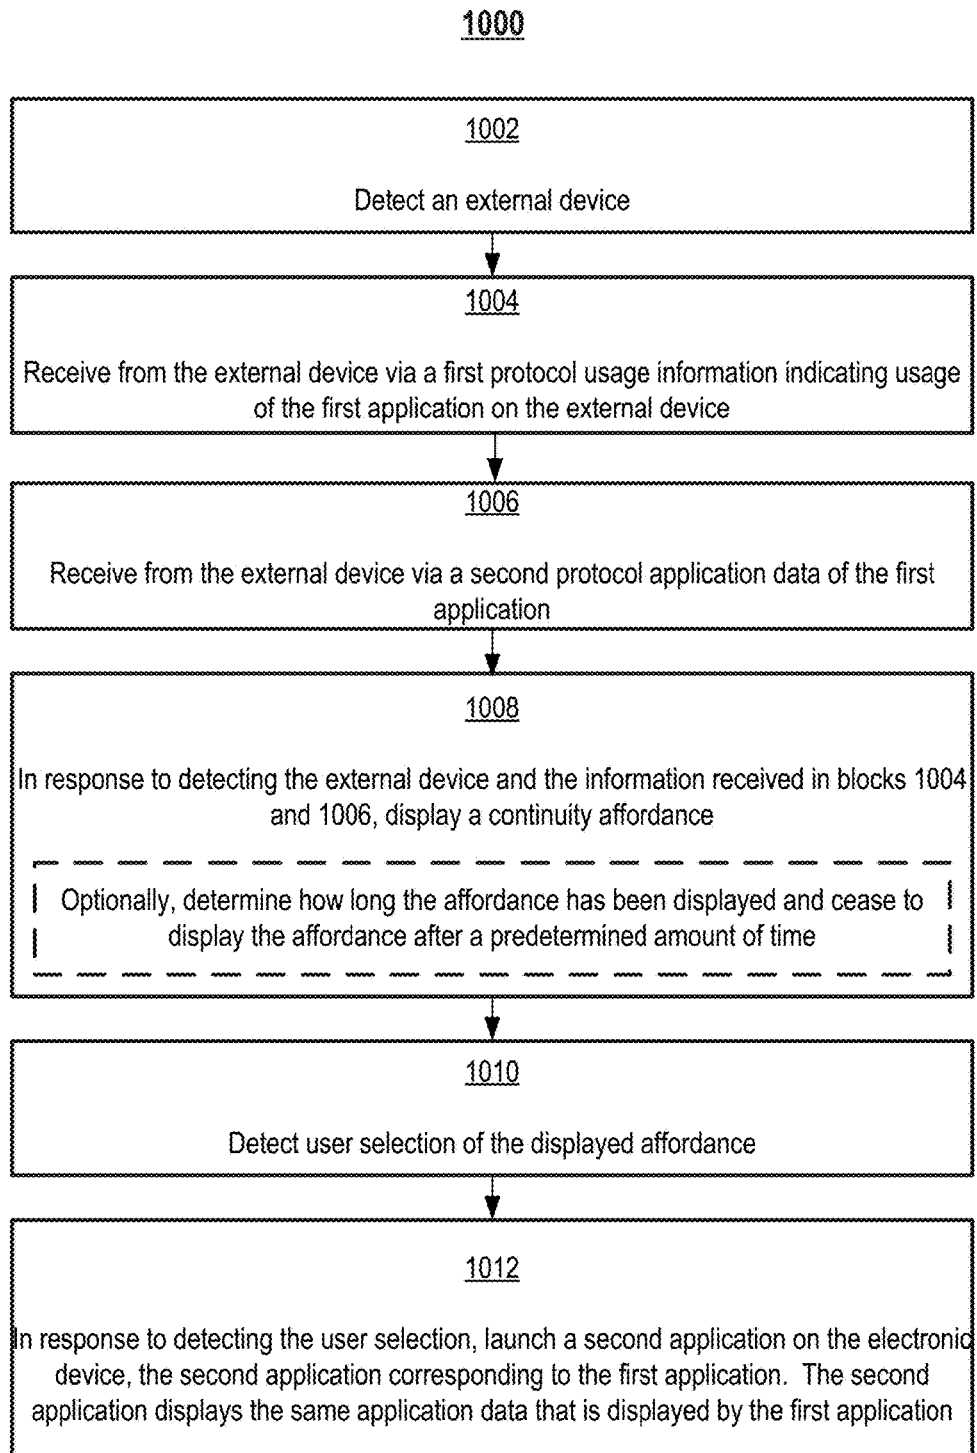 1000
1002
Detect an external device
1004
Receive from the external device via a first protocol usage information indicating usage
of the first application on the external device
1006
Receive from the external device via a second protocol application data of the first
application
1008
In response to detecting the external device and the information received in blocks 1004
and 1006, display a continuity affordance
Optionally, determine how long the affordance has been displayed and cease to
display the affordance after a predetermined amount of time
1010
Detect user selection of the displayed affordance
1012
In response to detecting the user selection, launch a second application on the electronic
device, the second application corresponding to the first application. The second
application displays the same application data that is displayed by the first application